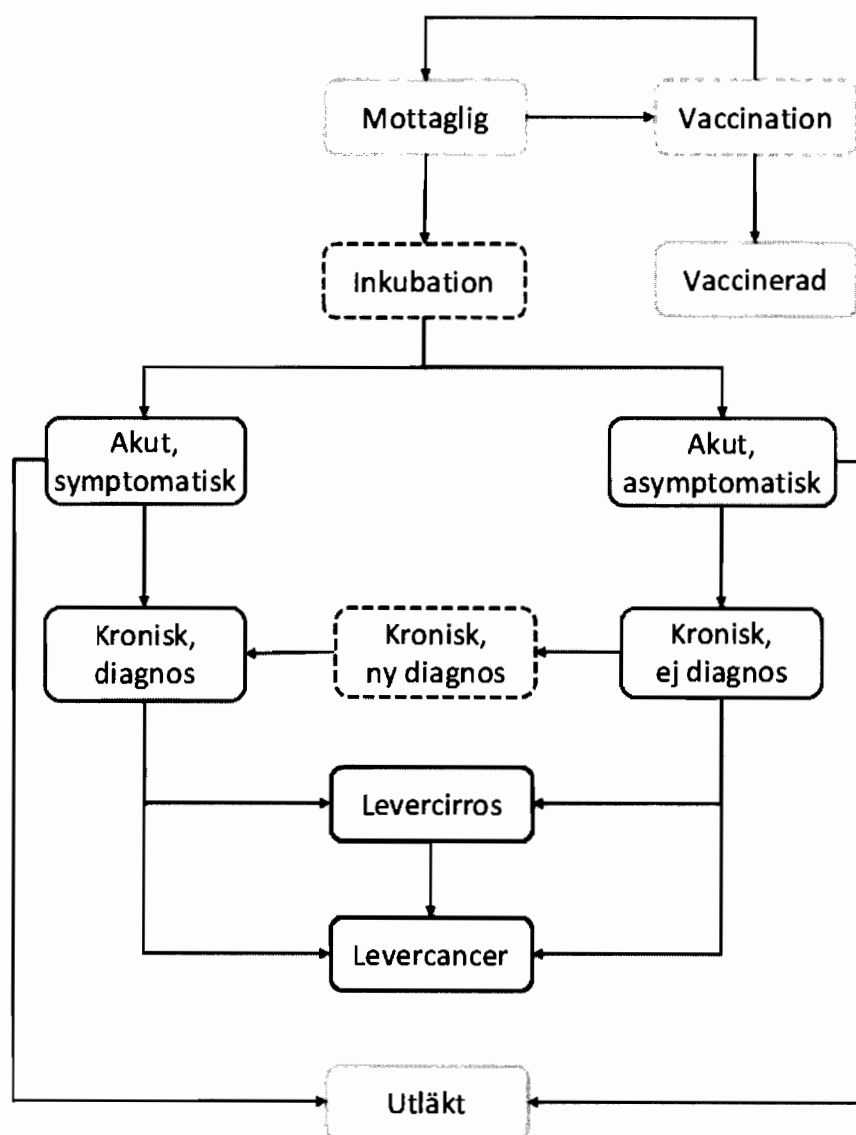 Mottaglig
Vaccination
Inkubation
Vaccinerad
Akut,
symptomatisk
Akut,
asymptomatisk
Kronisk,
diagnos
Kronisk,
ny diagnos
Kronisk,
ej diagnos
Levercirros
Levercancer
Utläkt